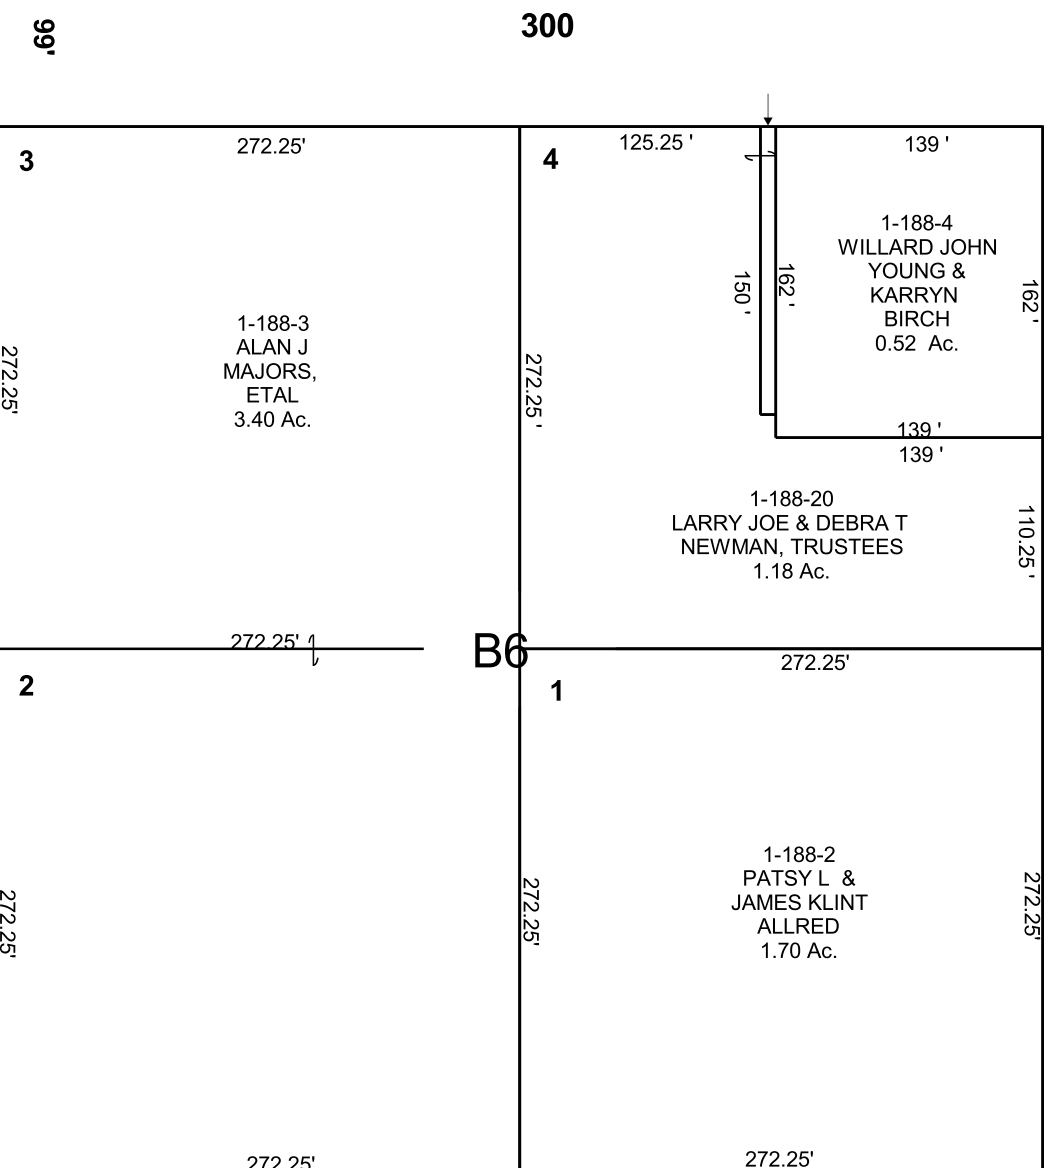 99'
300
272.25'
125.25 '
139 '
3
4
1-188-4
WILLARD JOHN
YOUNG &
KARRYN
BIRCH
0.52 Ac.
150 '
162 '
162 '
1-188-3
ALAN J
MAJORS,
ETAL
3.40 Ac.
272.25'
272.25 '
139 '
139 '
1-188-20
LARRY JOE & DEBRA T
NEWMAN, TRUSTEES
1.18 Ac.
110.25 '
272.25'
B6
272.25'
2
1
1-188-2
PATSY L &
JAMES KLINT
ALLRED
1.70 Ac.
272.25'
272.25'
272.25'
272.25'
272.25'